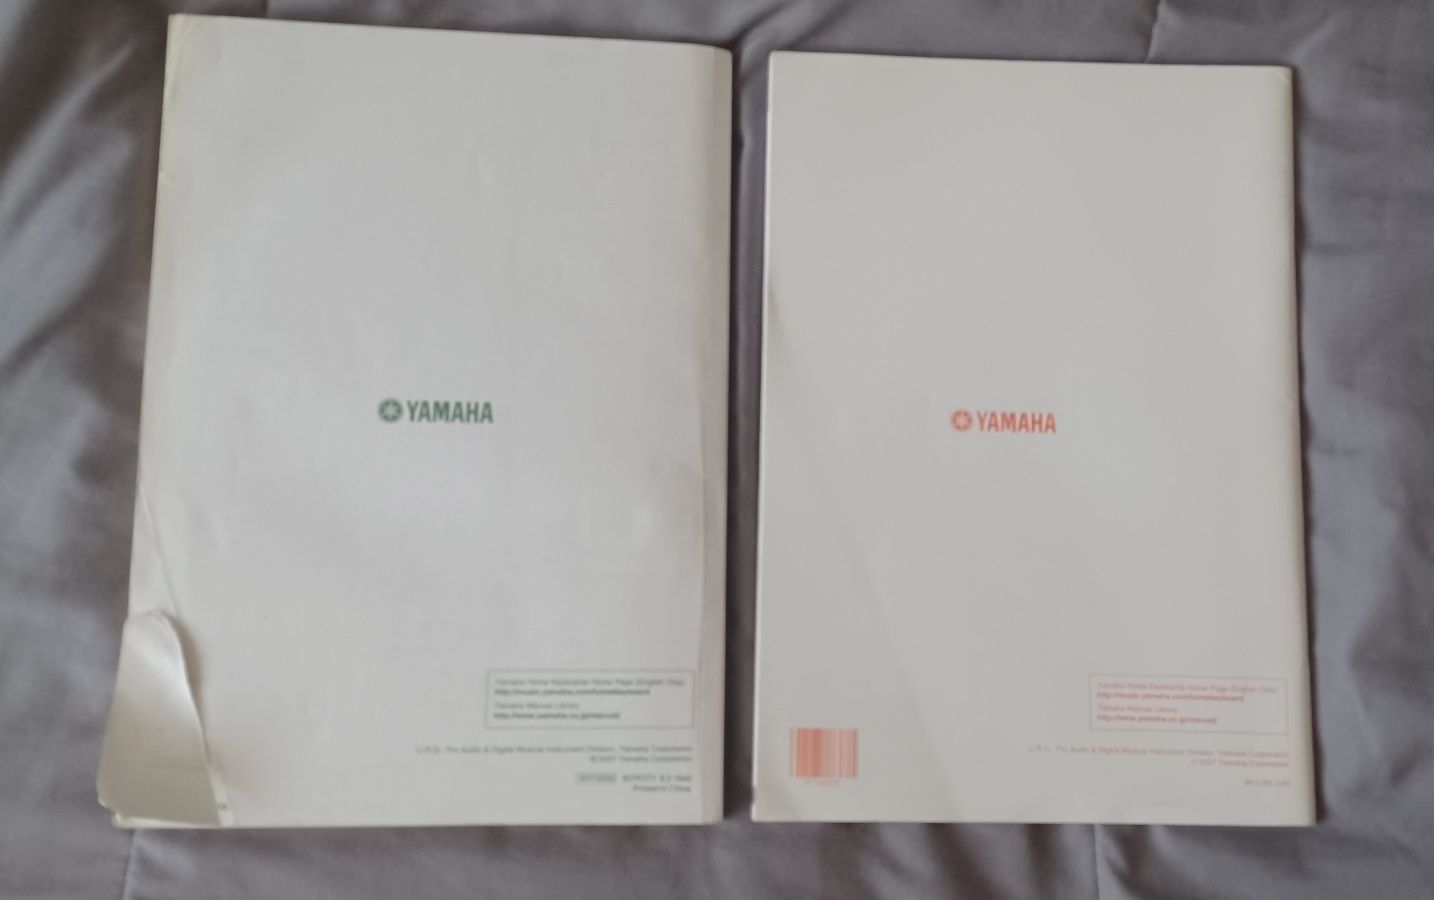 YAMAHA
Yamaha Home Keyboards Home Page (English Only)
http://music.yamaha.com/homekeyboard
Yamaha Manual Library
http://www.yamaha.co.jp/manual/
U.R.G., Pro Audio & Digital Musical Instrument Division, Yamaha Corporation
© 2007 Yamaha Corporation
Printed in China
YAMAHA
Yamaha Home Keyboards Home Page (English Only)
http://music.yamaha.com/homekeyboard
Yamaha Manual Library
http://www.yamaha.co.jp/manual/
U.R.G., Pro Audio & Digital Musical Instrument Division, Yamaha Corporation
© 2007 Yamaha Corporation